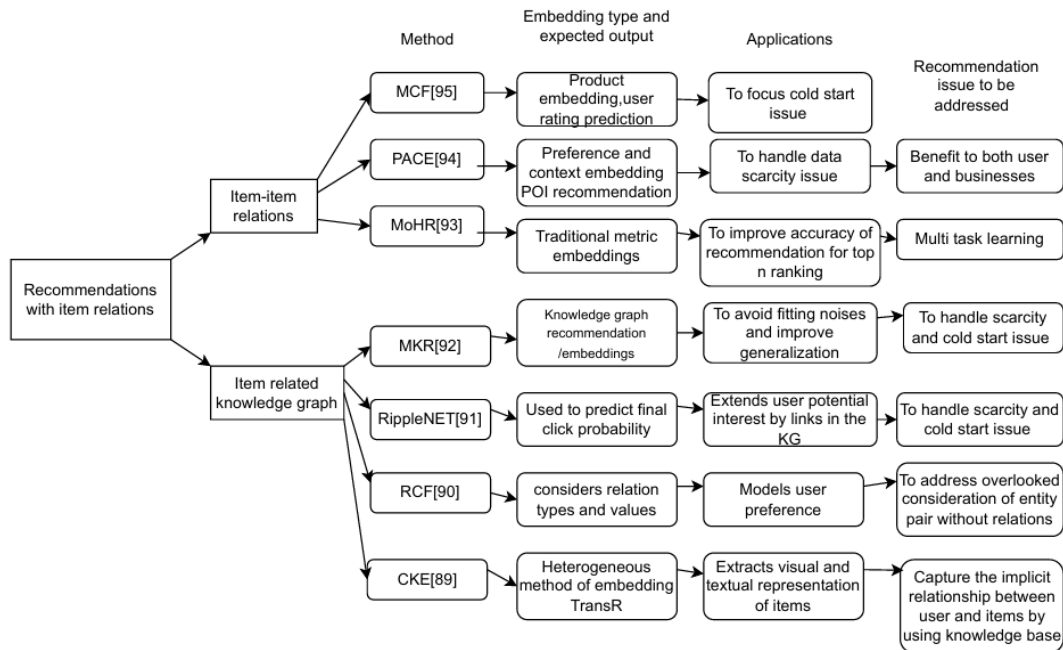 Method
Embedding type and
expected output
Applications
Recommendation
issue to be
addressed
Recommendations
with item relations
Item-item
relations
MCF[95]
Product
embedding,user
rating prediction
To focus cold start
issue
PACE[94]
Preference and
context embedding
POI recommendation
To handle data
scarcity issue
Benefit to both user
and businesses
MoHR[93]
Traditional metric
embeddings
To improve accuracy of
recommendation for top
n ranking
Multi task learning
Item related
knowledge graph
MKR[92]
Knowledge graph
recommendation
/embeddings
To avoid fitting noises
and improve
generalization
To handle scarcity
and cold start issue
RippleNET[91]
Used to predict final
click probability
Extends user potential
interest by links in the
KG
To handle scarcity and
cold start issue
RCF[90]
considers relation
types and values
Models user
preference
To address overlooked
consideration of entity
pair without relations
CKE[89]
Heterogeneous
method of embedding
TransR
Extracts visual and
textual representation
of items
Capture the implicit
relationship between
user and items by
using knowledge base